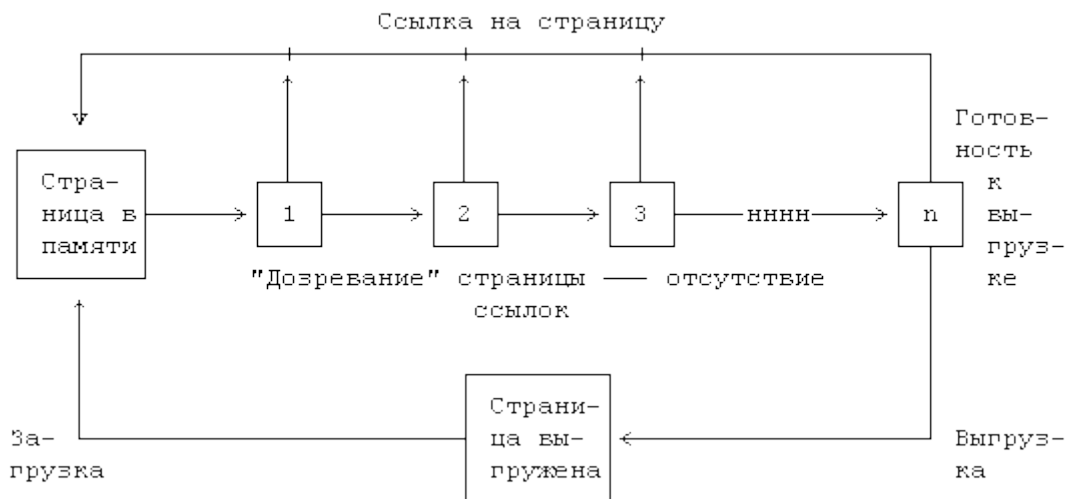 Ссылка на страницу
Готов-
ность
к
вы-
груз-
ке
Стра-
ница в
памяти
1
2
3
нннн
n
"Дозревание" страницы — отсутствие
ссылок
Страни-
ца вы-
гружена
За-
грузка
Выгруз-
ка